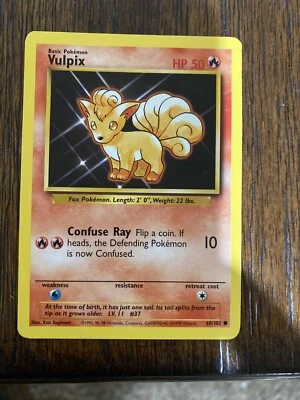 Basic Pokémon
Vulpix
HP 50
Fox Pokémon. Length: 2' 0", Weight: 22 lbs.
Confuse Ray Flip a coin. If
heads, the Defending Pokémon
is now Confused.
10
weakness resistance retreat cost
At the time of birth, it has just one tail. Its tail splits from the
tip as it grows older. LV. 11 #37
68/102